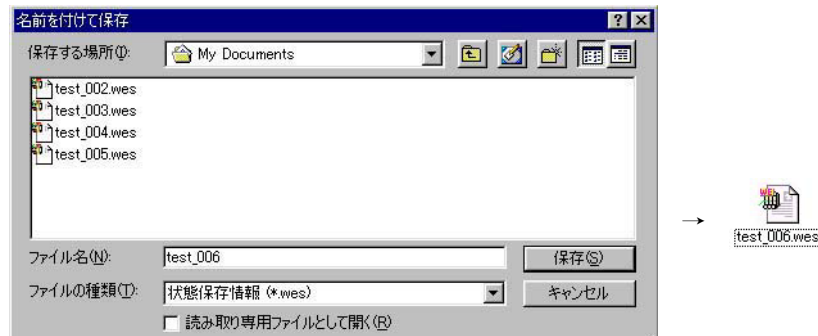 名前を付けて保存
保存する場所(I): My Documents
test_002.wes
test_003.wes
test_004.wes
test_005.wes
ファイル名(N): test_006 保存(S)
ファイルの種類(T): 状態保存情報 (*.wes) キャンセル
読み取り専用ファイルとして開く(R)
→
test_006.wes